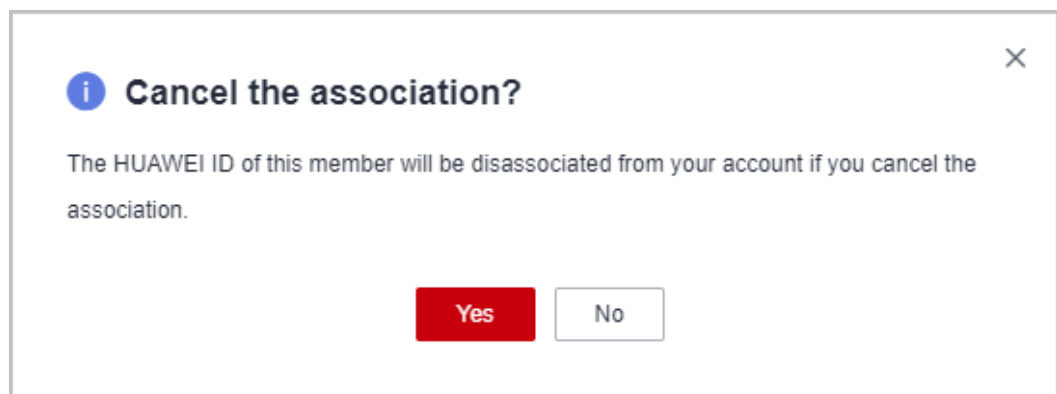 Cancel the association?
The HUAWEI ID of this member will be disassociated from your account if you cancel the
association.
Yes No